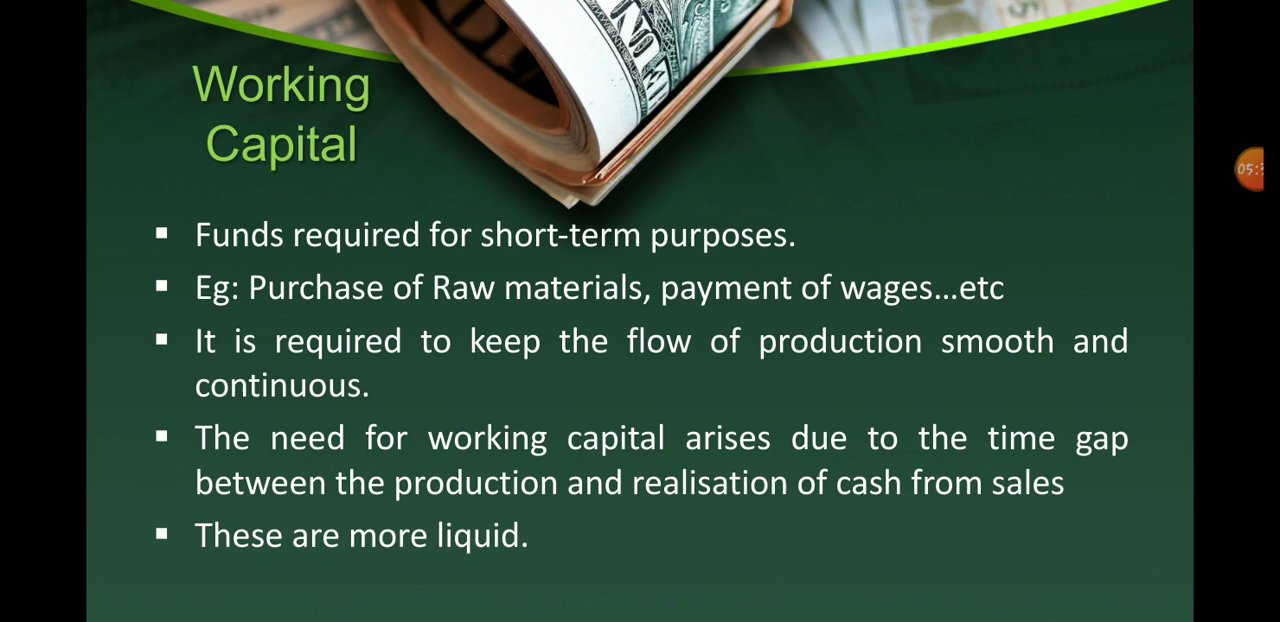 Working
Capital
▪ Funds required for short-term purposes.
▪ Eg: Purchase of Raw materials, payment of wages...etc
▪ It is required to keep the flow of production smooth and
continuous.
▪ The need for working capital arises due to the time gap
between the production and realisation of cash from sales
▪ These are more liquid.